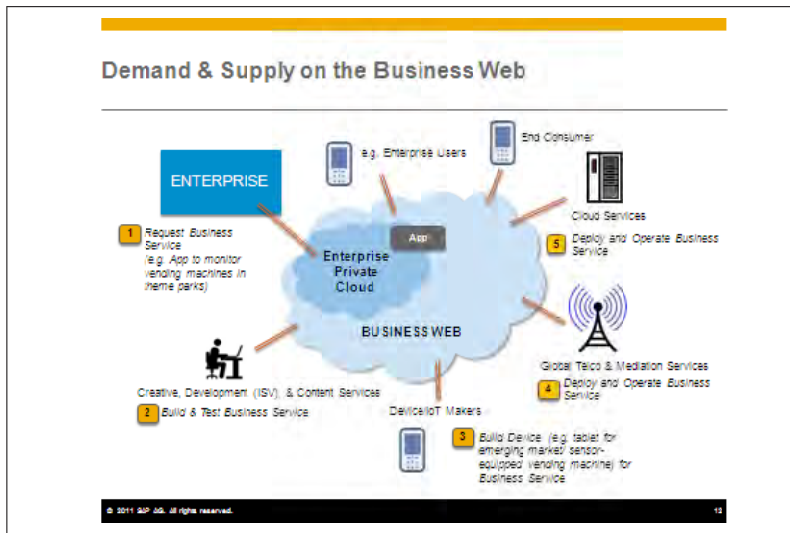 Demand & Supply on the Business Web
End Consumer
e.g. Enterprise Users
ENTERPRISE
Cloud Services
1 Request Business
Service
(e.g. App to monitor
vending machines in
theme parks)
App
5 Deploy and Operate Business
Service
Enterprise
Private
Cloud
BUSINESS WEB
Global Telco & Mediation Services
4 Deploy and Operate Business
Service
Creative, Development (ISV), & Content Services
2 Build & Test Business Service
Device/IoT Makers
3 Build Device (e.g. tablet for
emerging market/ sensor-
equipped vending machine) for
Business Service
© 2011 SAP AG. All rights reserved.
12